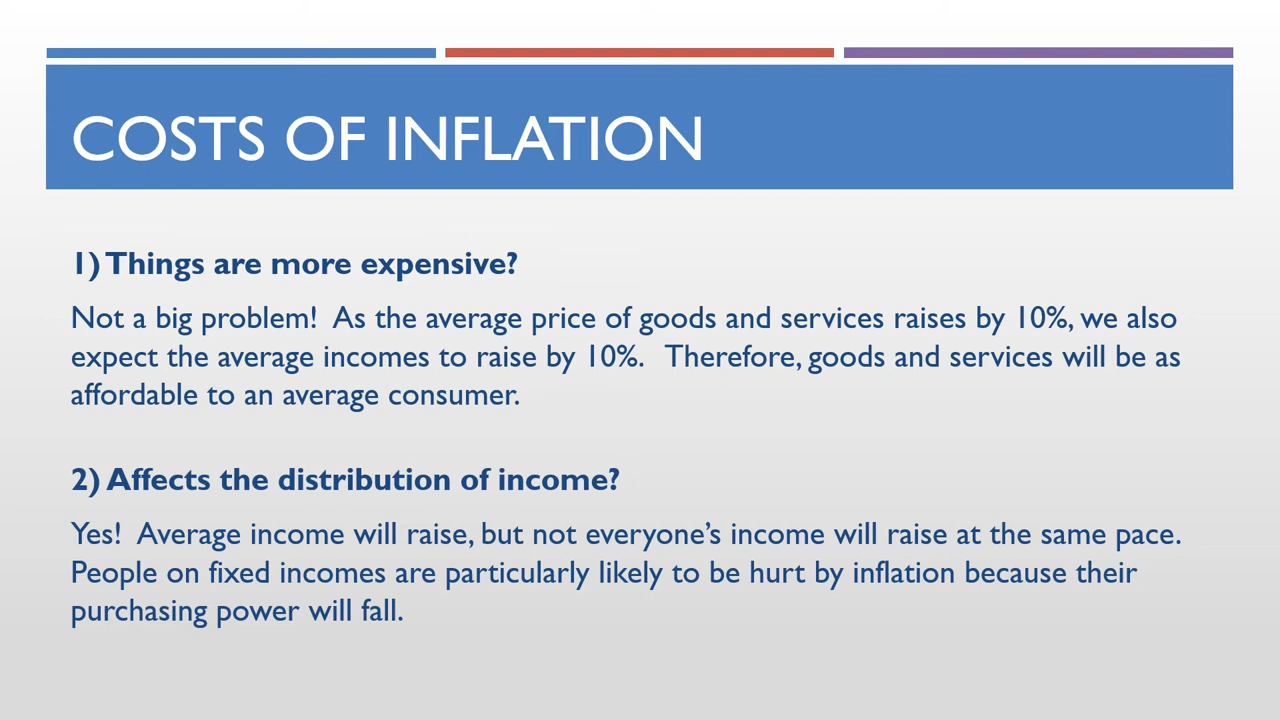 COSTS OF INFLATION
1) Things are more expensive?
Not a big problem!  As the average price of goods and services raises by 10%, we also
expect the average incomes to raise by 10%.   Therefore, goods and services will be as
affordable to an average consumer.
2) Affects the distribution of income?
Yes!  Average income will raise, but not everyone’s income will raise at the same pace.
People on fixed incomes are particularly likely to be hurt by inflation because their
purchasing power will fall.